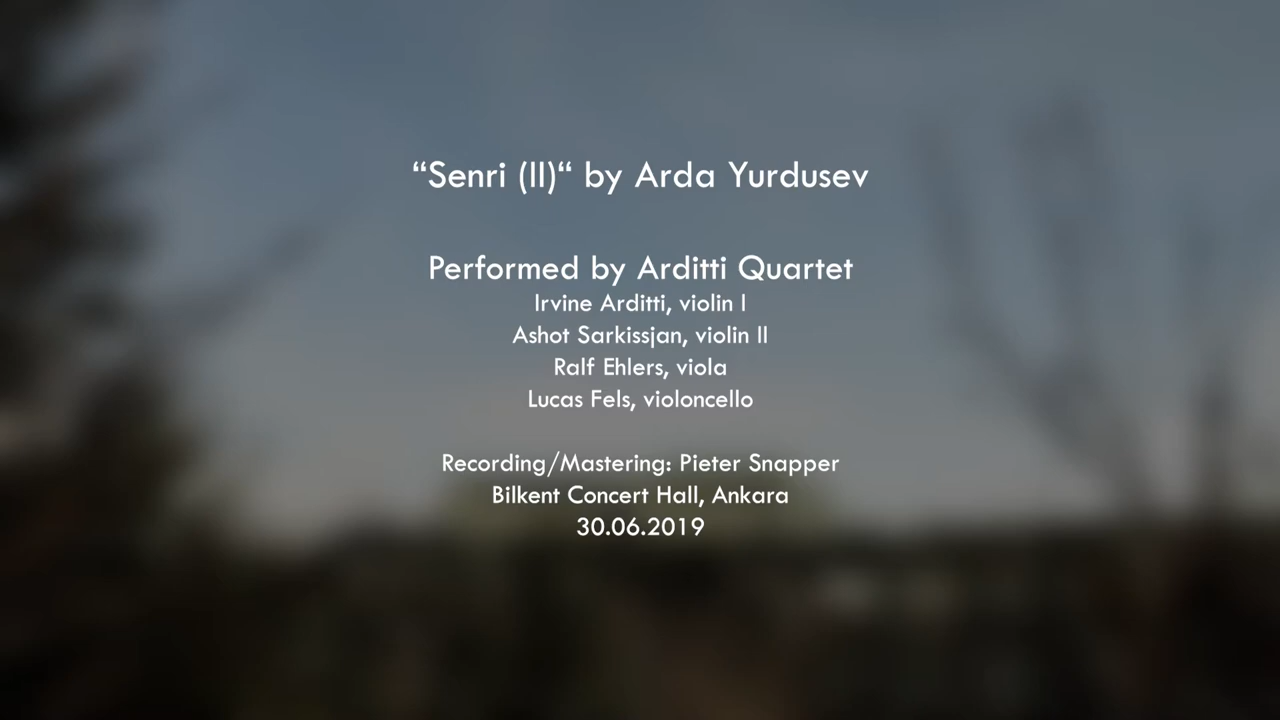 “Senri (II)“ by Arda Yurdusev
Performed by Arditti Quartet
Irvine Arditti, violin I
Ashot Sarkissjan, violin II
Ralf Ehlers, viola
Lucas Fels, violoncello
Recording/Mastering: Pieter Snapper
Bilkent Concert Hall, Ankara
30.06.2019